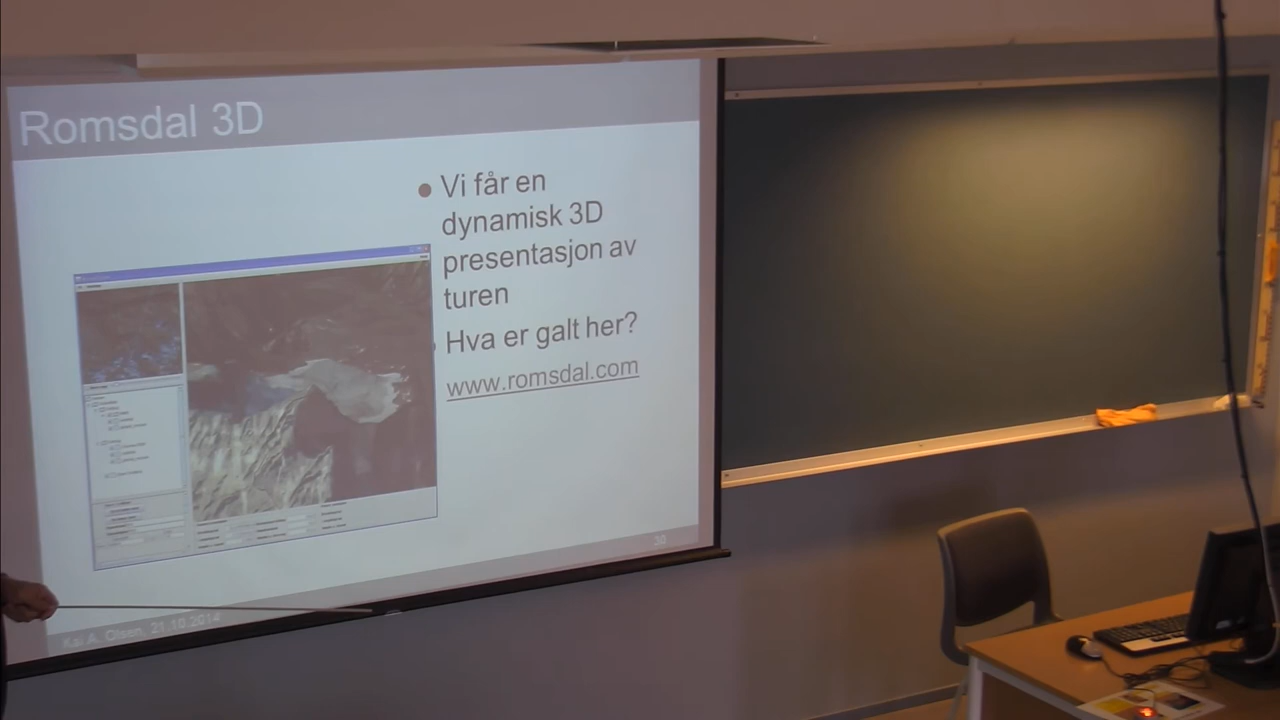 Romsdal 3D
Vi får en
dynamisk 3D
presentasjon av
turen
Hva er galt her?
www.romsdal.com
30
Kai A. Olsen, 21.10.2014